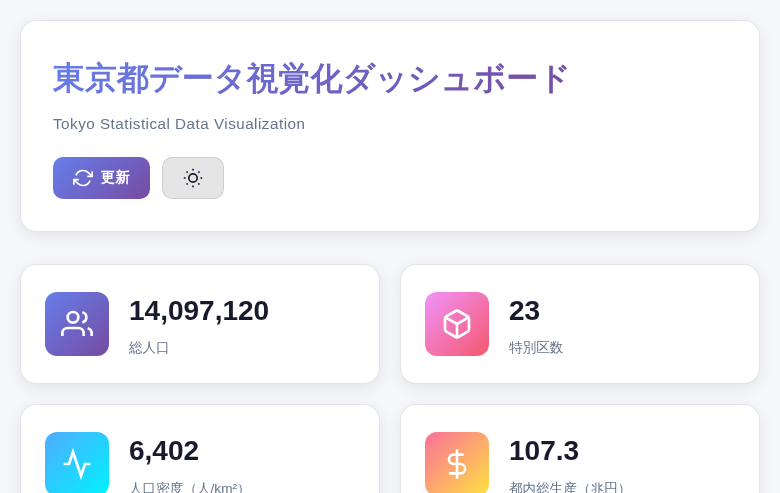 東京都データ視覚化ダッシュボード
Tokyo Statistical Data Visualization
更新
14,097,120
総人口
23
特別区数
6,402
人口密度（人/km²）
107.3
都内総生産（兆円）